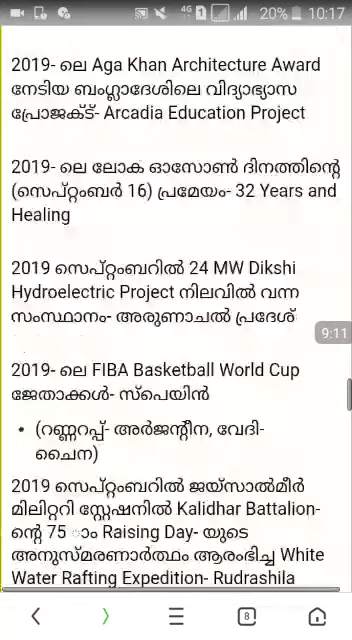 4G 1 20% 10:17
2019- ലെ Aga Khan Architecture Award
നേടിയ ബംഗ്ലാദേശിലെ വിദ്യാഭ്യാസ
പ്രോജക്ട്- Arcadia Education Project
2019- ലെ ലോക ഓസോൺ ദിനത്തിന്റെ
(സെപ്റ്റംബർ 16) പ്രമേയം- 32 Years and
Healing
2019 സെപ്റ്റംബറിൽ 24 MW Dikshi
Hydroelectric Project നിലവിൽ വന്ന
സംസ്ഥാനം- അരുണാചൽ പ്രദേശ്
9:11
2019- ലെ FIBA Basketball World Cup
ജേതാക്കൾ- സ്പെയിൻ
• (റണ്ണറപ്പ്- അർജന്റീന, വേദി-
ചൈന)
2019 സെപ്റ്റംബറിൽ ജയ്സാൽമീർ
മിലിറ്ററി സ്റ്റേഷനിൽ Kalidhar Battalion-
ന്റെ 75 ാം Raising Day- യുടെ
അനുസ്മരണാർത്ഥം ആരംഭിച്ച White
Water Rafting Expedition- Rudrashila
8